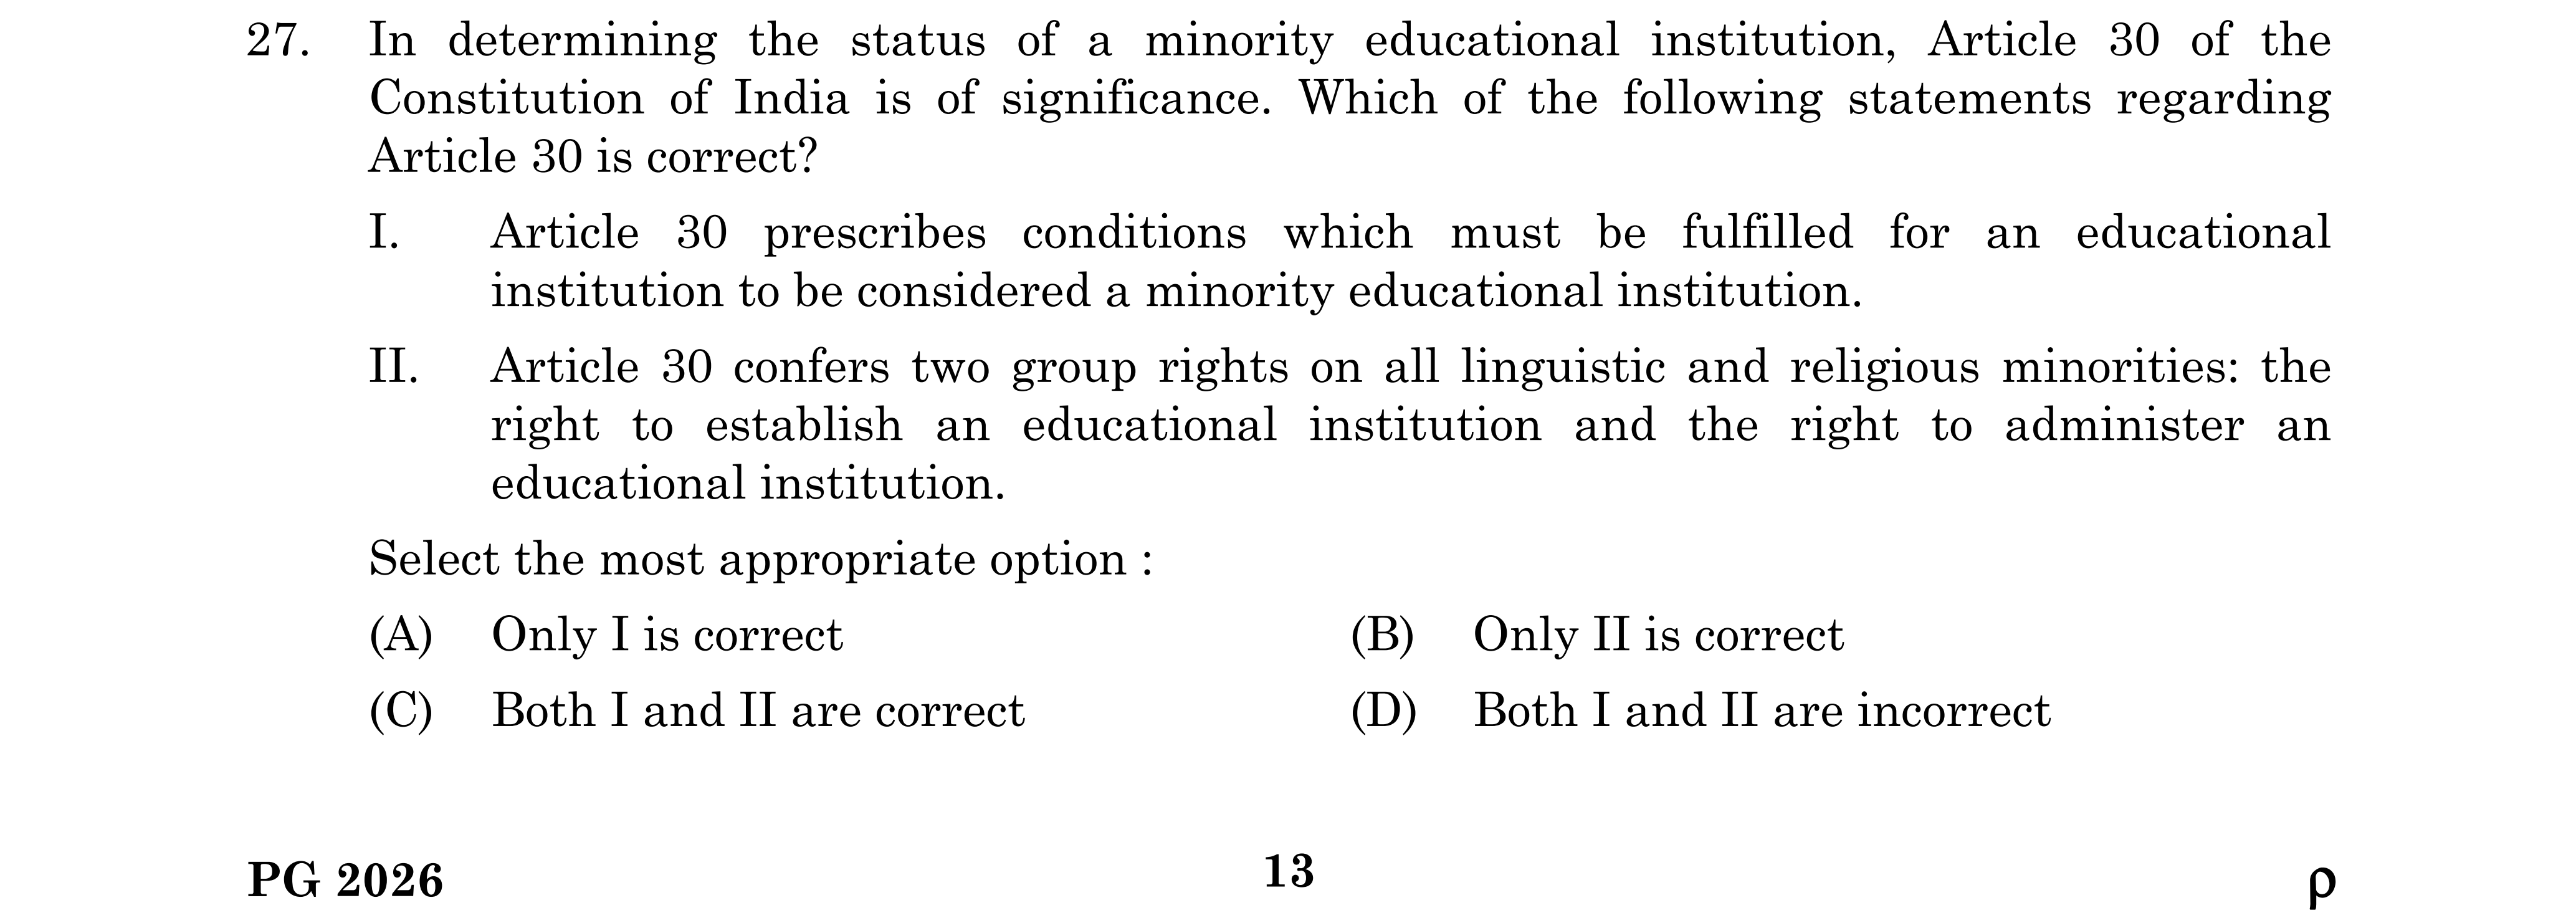 27. In determining the status of a minority educational institution, Article 30 of the
Constitution of India is of significance. Which of the following statements regarding
Article 30 is correct?
I. Article 30 prescribes conditions which must be fulfilled for an educational
institution to be considered a minority educational institution.
II. Article 30 confers two group rights on all linguistic and religious minorities: the
right to establish an educational institution and the right to administer an
educational institution.
Select the most appropriate option :
(A) Only I is correct (B) Only II is correct
(C) Both I and II are correct (D) Both I and II are incorrect
PG 2026 13 ρ